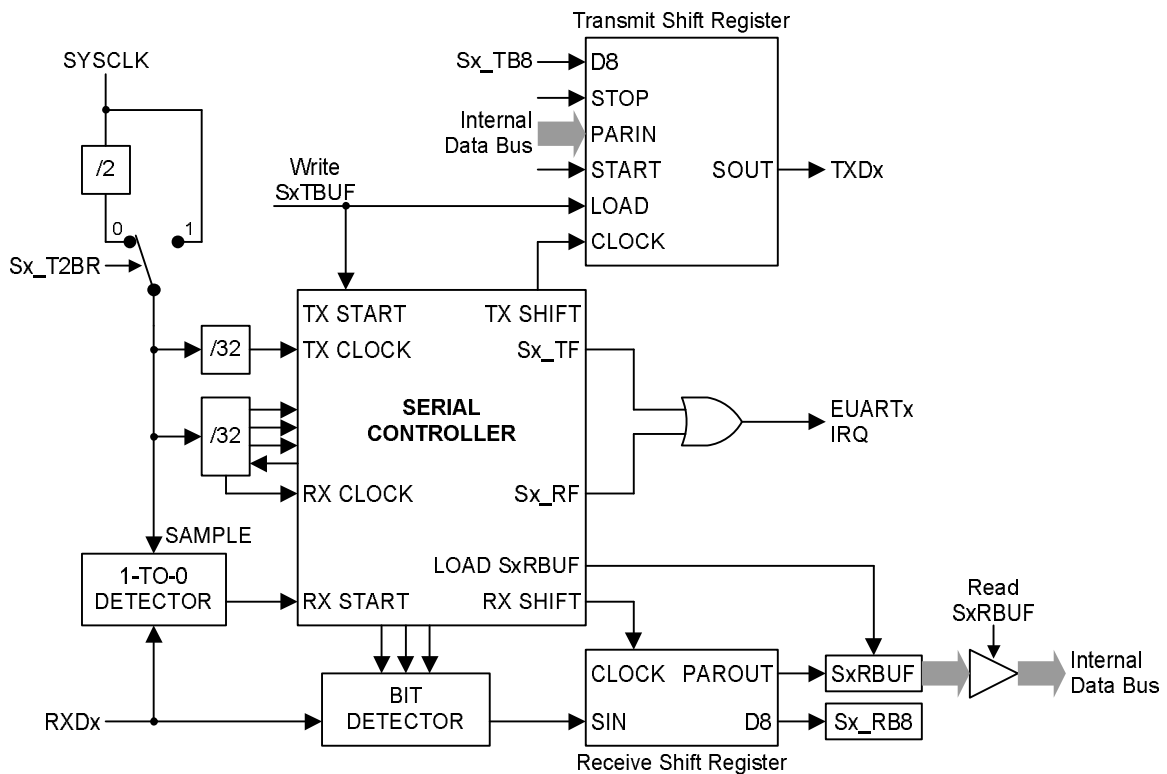 Transmit Shift Register
SYSCLK
Sx_TB8
D8
STOP
Internal
Data Bus
PARIN
/2
START
SOUT
TXDx
Write
SxTBUF
LOAD
0
1
CLOCK
Sx_T2BR
TX START
TX SHIFT
/32
TX CLOCK
Sx_TF
SERIAL
CONTROLLER
EUARTx
IRQ
/32
RX CLOCK
Sx_RF
SAMPLE
1-TO-0
DETECTOR
LOAD SxRBUF
RX START
RX SHIFT
Read
SxRBUF
CLOCK
PAROUT
SxRBUF
Internal
Data Bus
BIT
DETECTOR
RXDx
SIN
D8
Sx_RB8
Receive Shift Register